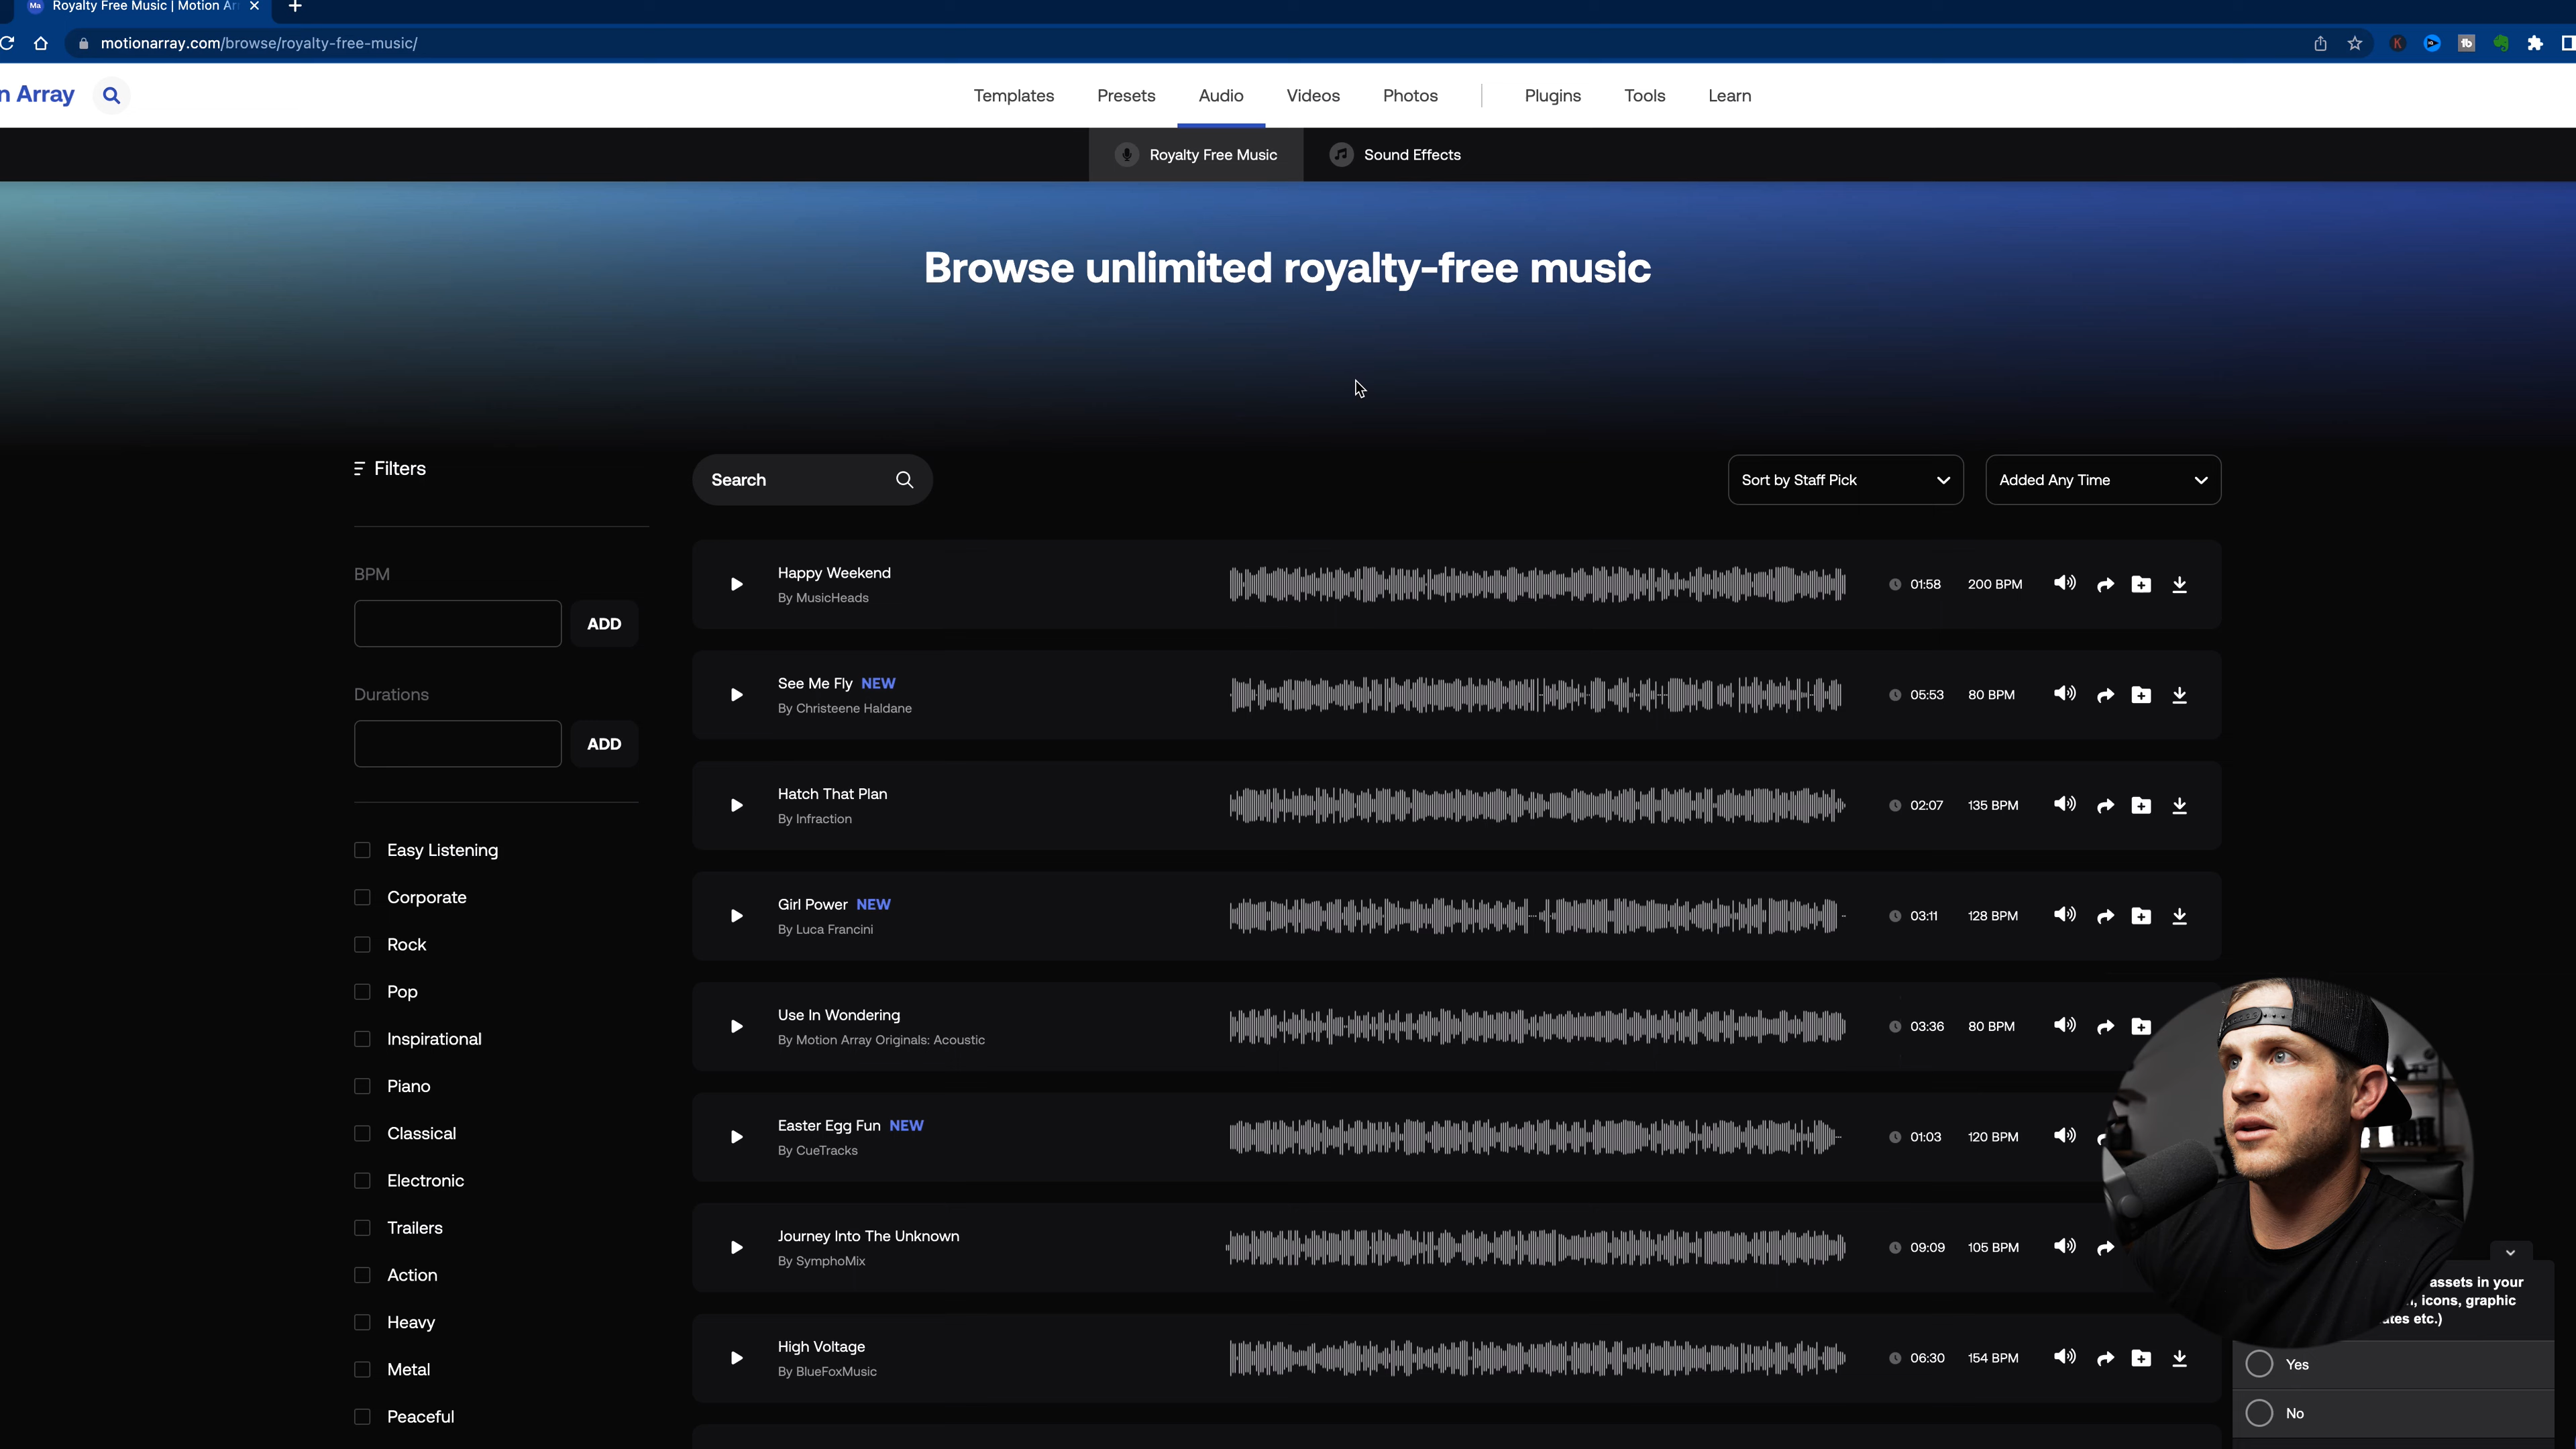 Ma Royalty Free Music | Motion Arr
motionarray.com/browse/royalty-free-music/
n Array
Templates Presets Audio Videos Photos Plugins Tools Learn
Royalty Free Music Sound Effects
Browse unlimited royalty-free music
Filters
Search
Sort by Staff Pick
Added Any Time
BPM
ADD
Durations
ADD
Easy Listening
Corporate
Rock
Pop
Inspirational
Piano
Classical
Electronic
Trailers
Action
Heavy
Metal
Peaceful
Happy Weekend
By MusicHeads
01:58 200 BPM
See Me Fly NEW
By Christeene Haldane
05:53 80 BPM
Hatch That Plan
By Infraction
02:07 135 BPM
Girl Power NEW
By Luca Francini
03:11 128 BPM
Use In Wondering
By Motion Array Originals: Acoustic
03:36 80 BPM
Easter Egg Fun NEW
By CueTracks
01:03 120 BPM
Journey Into The Unknown
By SymphoMix
09:09 105 BPM
High Voltage
By BlueFoxMusic
06:30 154 BPM
assets in your
icons, graphic
etc.)
Yes
No